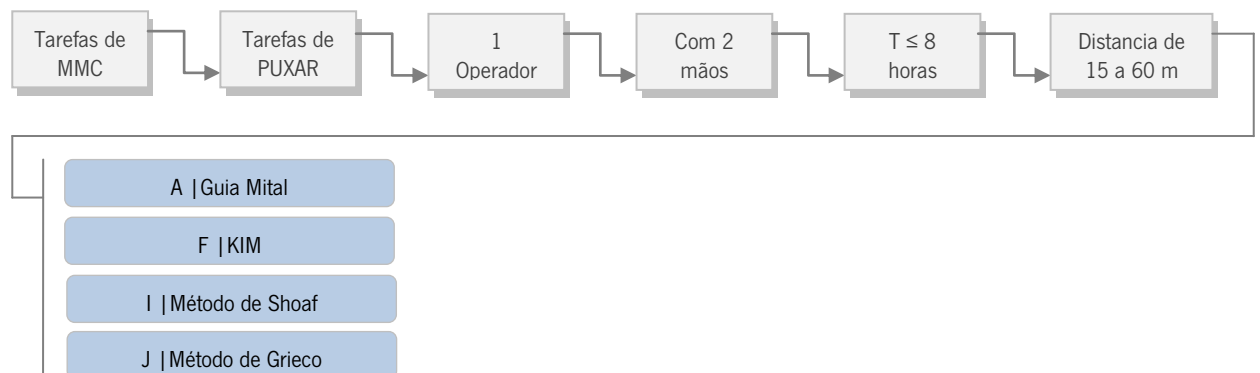 Tarefas de
MMC
Tarefas de
PUXAR
1
Operador
Com 2
mãos
T ≤ 8
horas
Distancia de
15 a 60 m
A | Guia Mital
F | KIM
I | Método de Shoaf
J | Método de Grieco